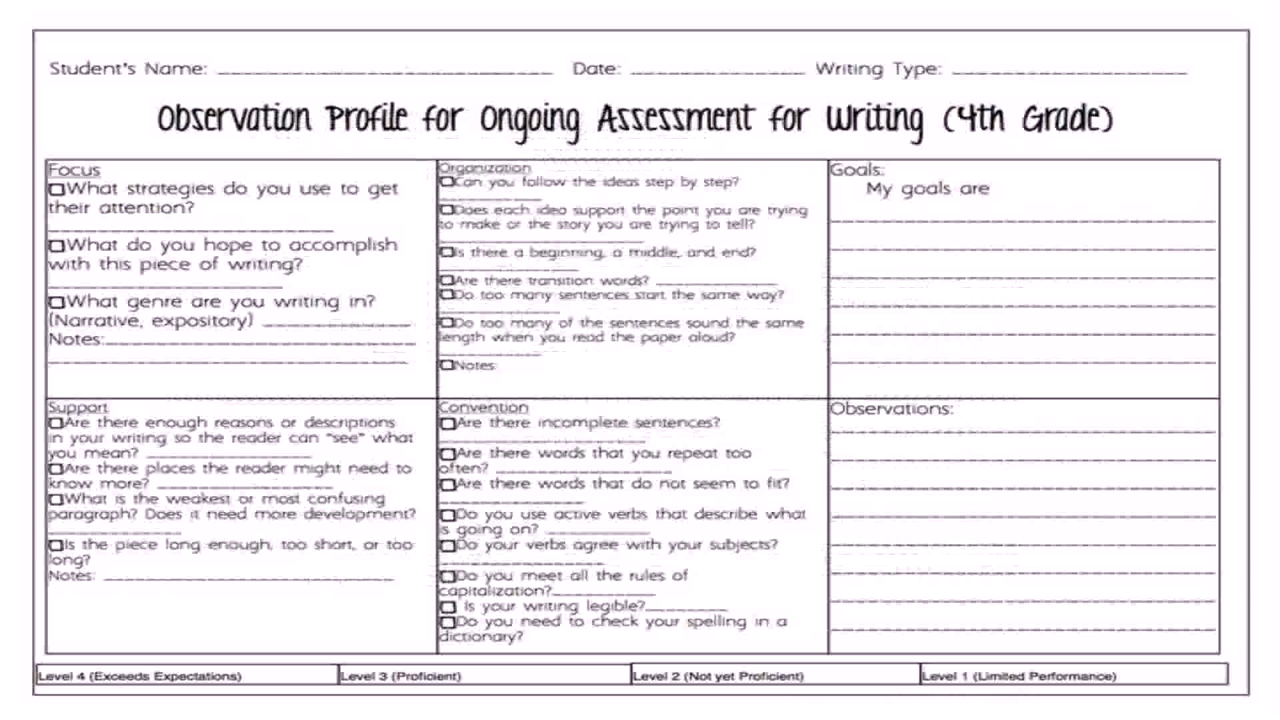 Student's Name: Date: Writing Type:
Observation Profile for Ongoing Assessment for Writing (4th Grade)
Focus
What strategies do you use to get
their attention?
What do you hope to accomplish
with this piece of writing?
What genre are you writing in?
(Narrative, expository)
Notes:
Organization
Can you follow the ideas step by step?
Does each idea support the point you are trying
to make or the story you are trying to tell?
Is there a beginning, a middle, and end?
Are there transition words?
Do too many sentences start the same way?
Do too many of the sentences sound the same
length when you read the paper aloud?
Notes:
Goals:
My goals are
Support
Are there enough reasons or descriptions
in your writing so the reader can "see" what
you mean?
Are there places the reader might need to
know more?
What is the weakest or most confusing
paragraph? Does it need more development?
Is the piece long enough, too short, or too
long?
Notes:
Convention
Are there incomplete sentences?
Are there words that you repeat too
often?
Are there words that do not seem to fit?
Do you use active verbs that describe what
is going on?
Do your verbs agree with your subjects?
Do you meet all the rules of
capitalization?
Is your writing legible?
Do you need to check your spelling in a
dictionary?
Observations:
Level 4 (Exceeds Expectations) Level 3 (Proficient) Level 2 (Not yet Proficient) Level 1 (Limited Performance)